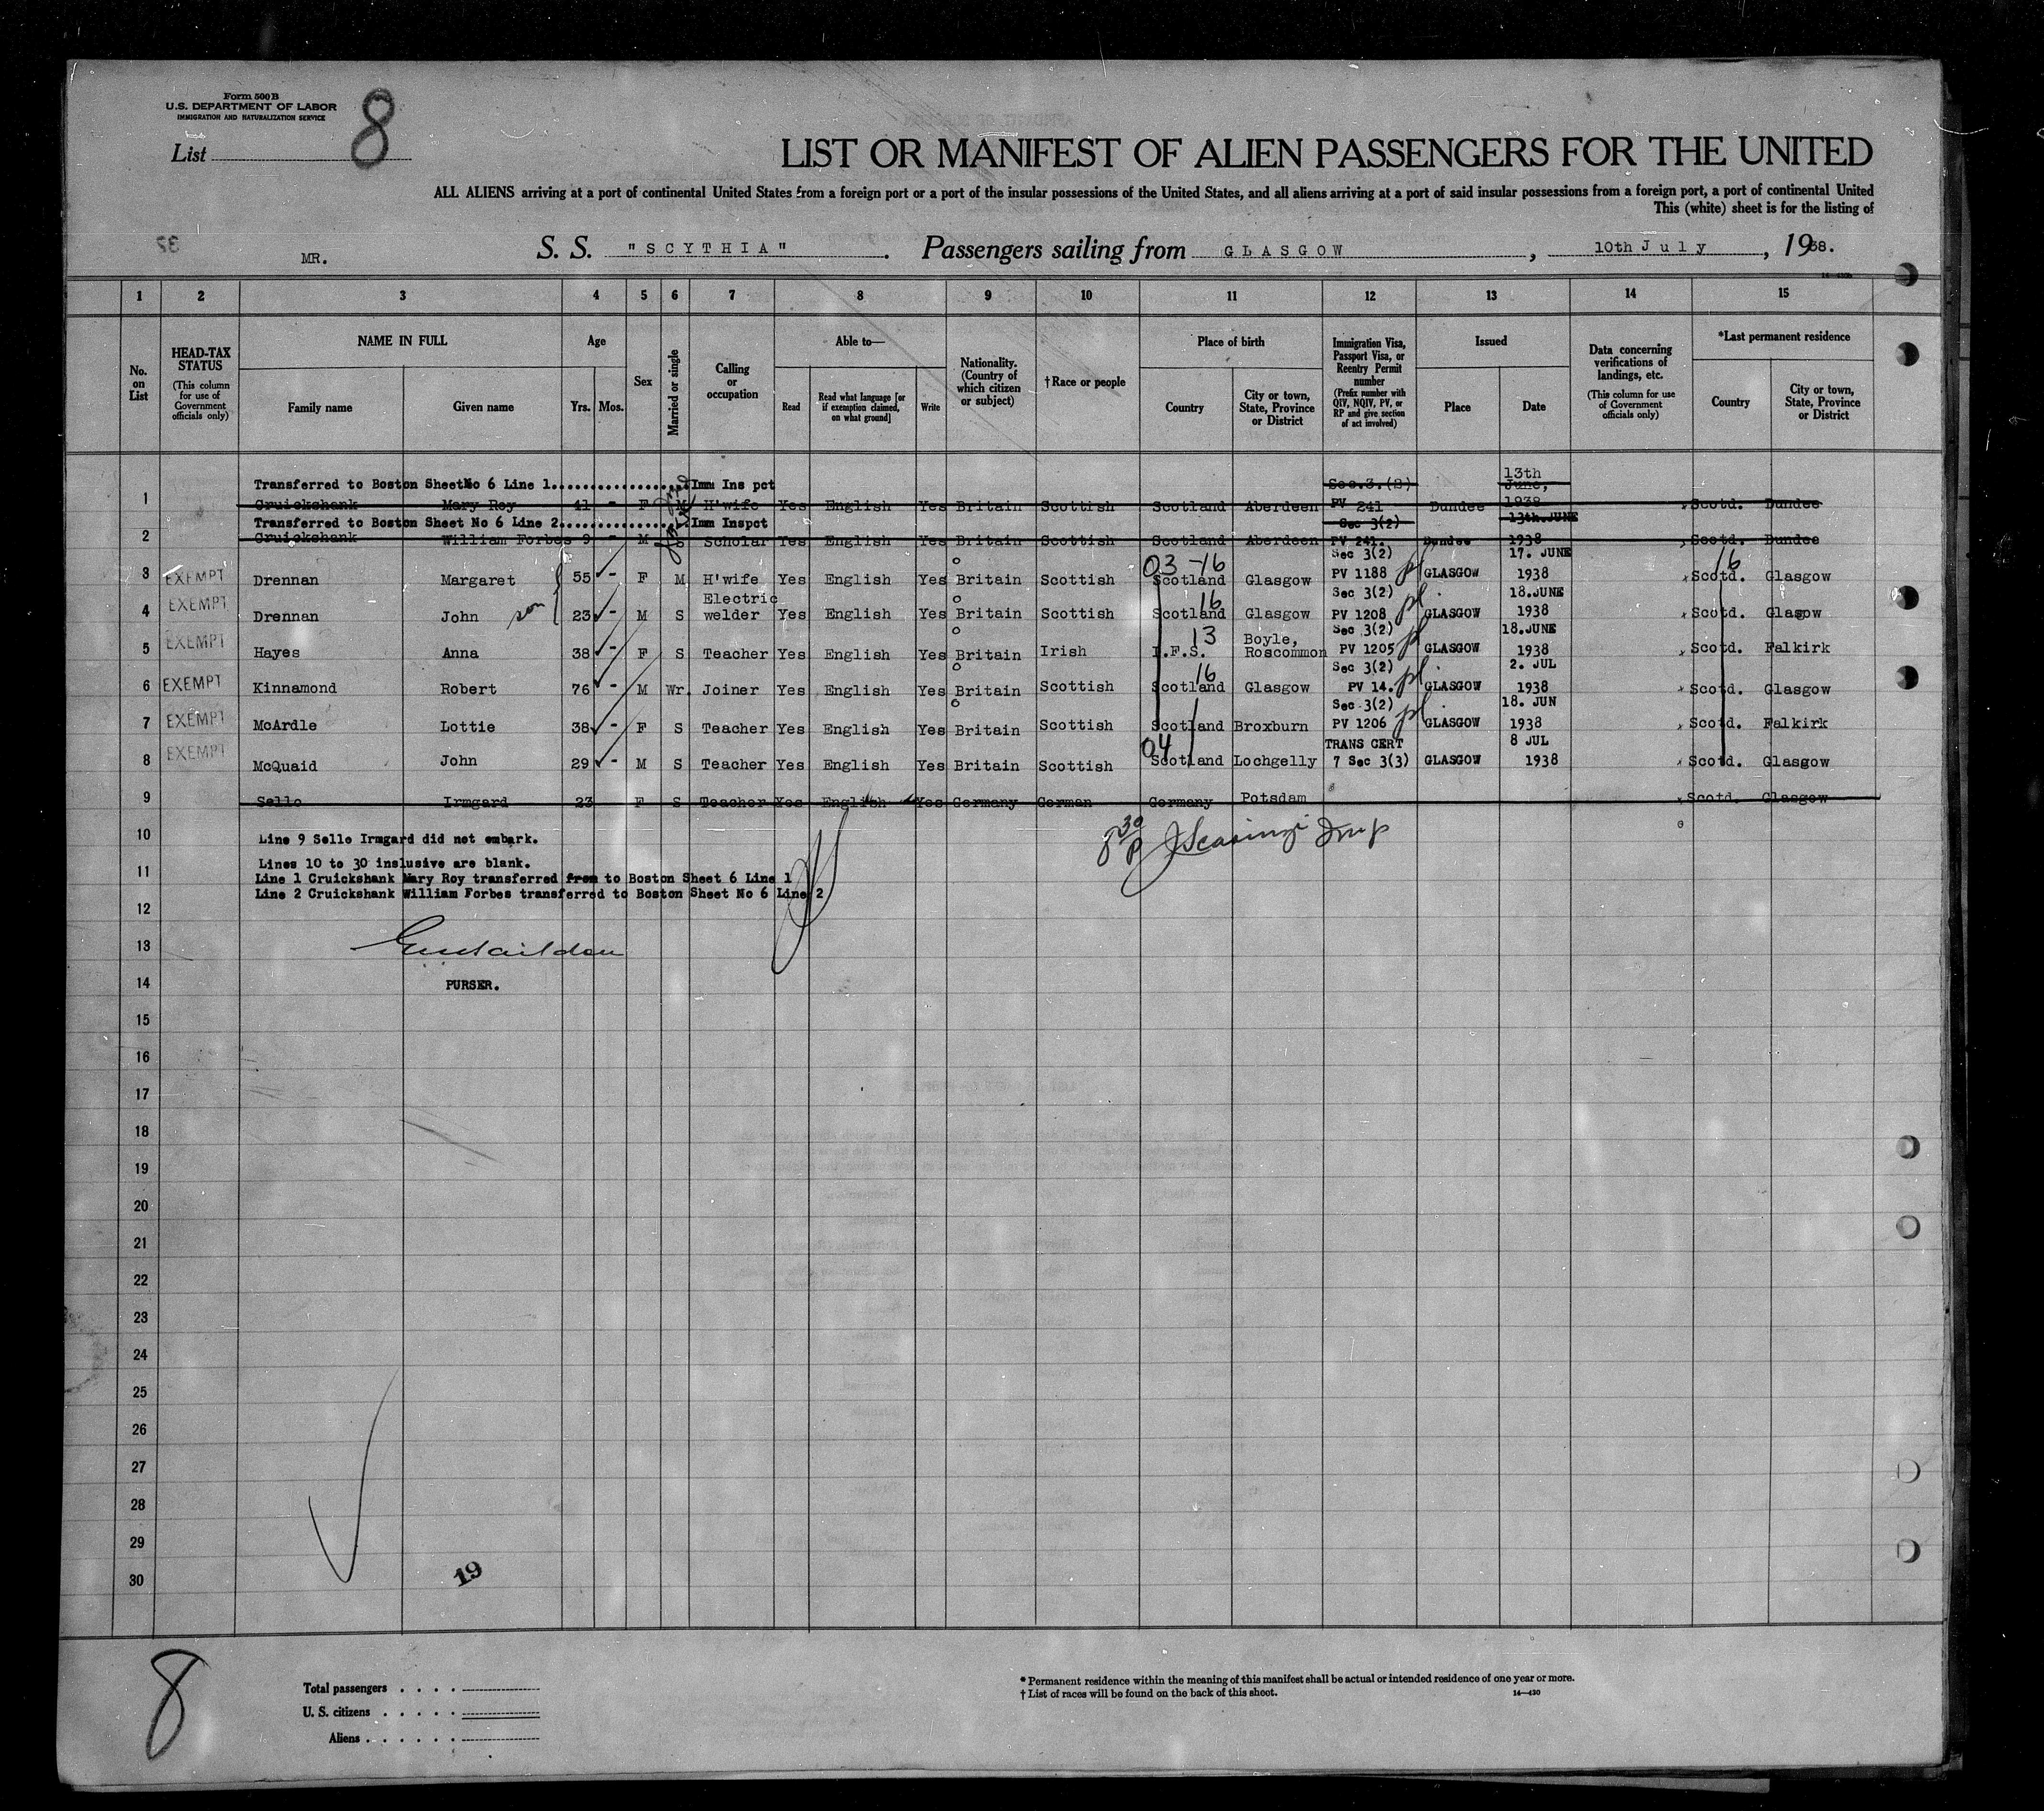 Form 500 B
U.S. DEPARTMENT OF LABOR
IMMIGRATION AND NATURALIZATION SERVICE
List 8
LIST OR MANIFEST OF ALIEN PASSENGERS FOR THE UNITED
ALL ALIENS arriving at a port of continental United States from a foreign port or a port of the insular possessions of the United States, and all aliens arriving at a port of said insular possessions from a foreign port, a port of continental United
This (white) sheet is for the listing of
MR. S. S. "SCYTHIA". Passengers sailing from GLASGOW, 10th July, 1938.
1 2 3 4 5 6 7 8 9 10 11 12 13 14 15
No. on List
HEAD-TAX STATUS (This column for use of Government officials only)
NAME IN FULL
Family name Given name
Age
Yrs. Mos.
Sex
Married or single
Calling or occupation
Able to—
Read
Read what language [or if exemption claimed, on what ground]
Write
Nationality. (Country of which citizen or subject)
†Race or people
Place of birth
Country
City or town, State, Province or District
Immigration Visa, Passport Visa, or Reentry Permit number (Prefix number with QIV, NQIV, PV, or RP and give section of act involved)
Issued
Place Date
Data concerning verifications of landings, etc. (This column for use of Government officials only)
*Last permanent residence
Country
City or town, State, Province or District
Transferred to Boston Sheet No 6 Line 1..................Imm Ins pct Sec.3.(2) 13th June,
1 Cruickshank Mary Roy 41 - F M H'wife Yes English Yes Britain Scottish Scotland Aberdeen PV 241 Dundee 1938 Scotd. Dundee
Transferred to Boston Sheet No 6 Line 2..................Imm Inspct Sec 3(2) 13th.JUNE
2 Cruickshank William Forbes 9 - M Scholar Yes English Yes Britain Scottish Scotland Aberdeen PV 241. Dundee 1938 Scotd. Dundee
03 -16 Sec 3(2) 17. JUNE 16
3 EXEMPT Drennan Margaret 55 - F M H'wife Yes English Yes Britain Scottish Scotland Glasgow PV 1188 GLASGOW 1938 Scotd. Glasgow
Electric 16 Sec 3(2) 18.JUNE
4 EXEMPT Drennan John son 23 - M S welder Yes English Yes Britain Scottish Scotland Glasgow PV 1208 GLASGOW 1938 Scotd. Glasgow
13 Boyle, Sec 3(2) 18.JUNE
5 EXEMPT Hayes Anna 38 - F S Teacher Yes English Yes Britain Irish I.F.S. Roscommon PV 1205 GLASGOW 1938 Scotd. Falkirk
16 Sec 3(2) 2. JUL
6 EXEMPT Kinnamond Robert 76 - M Wr. Joiner Yes English Yes Britain Scottish Scotland Glasgow PV 14. GLASGOW 1938 Scotd. Glasgow
Sec 3(2) 18. JUN
7 EXEMPT McArdle Lottie 38 - F S Teacher Yes English Yes Britain Scottish Scotland Broxburn PV 1206 GLASGOW 1938 Scotd. Falkirk
04 TRANS CERT 8 JUL
8 EXEMPT McQuaid John 29 - M S Teacher Yes English Yes Britain Scottish Scotland Lochgelly 7 Sec 3(3) GLASGOW 1938 Scotd. Glasgow
9 Selle Irmgard 23 F S Teacher Yes English Yes Germany German Germany Potsdam Scotd. Glasgow
10 Line 9 Selle Irmgard did not embark.
Lines 10 to 30 inslusive are blank.
11 Line 1 Cruickshank Mary Roy transferred from to Boston Sheet 6 Line 1
Line 2 Cruickshank William Forbes transferred to Boston Sheet No 6 Line 2
12
13
14 PURSER.
15
16
17
18
19
20
21
22
23
24
25
26
27
28
29
30
19
8
Total passengers . . . .
U. S. citizens . . . . .
Aliens . . . . . .
* Permanent residence within the meaning of this manifest shall be actual or intended residence of one year or more.
† List of races will be found on the back of this sheet.
14—430